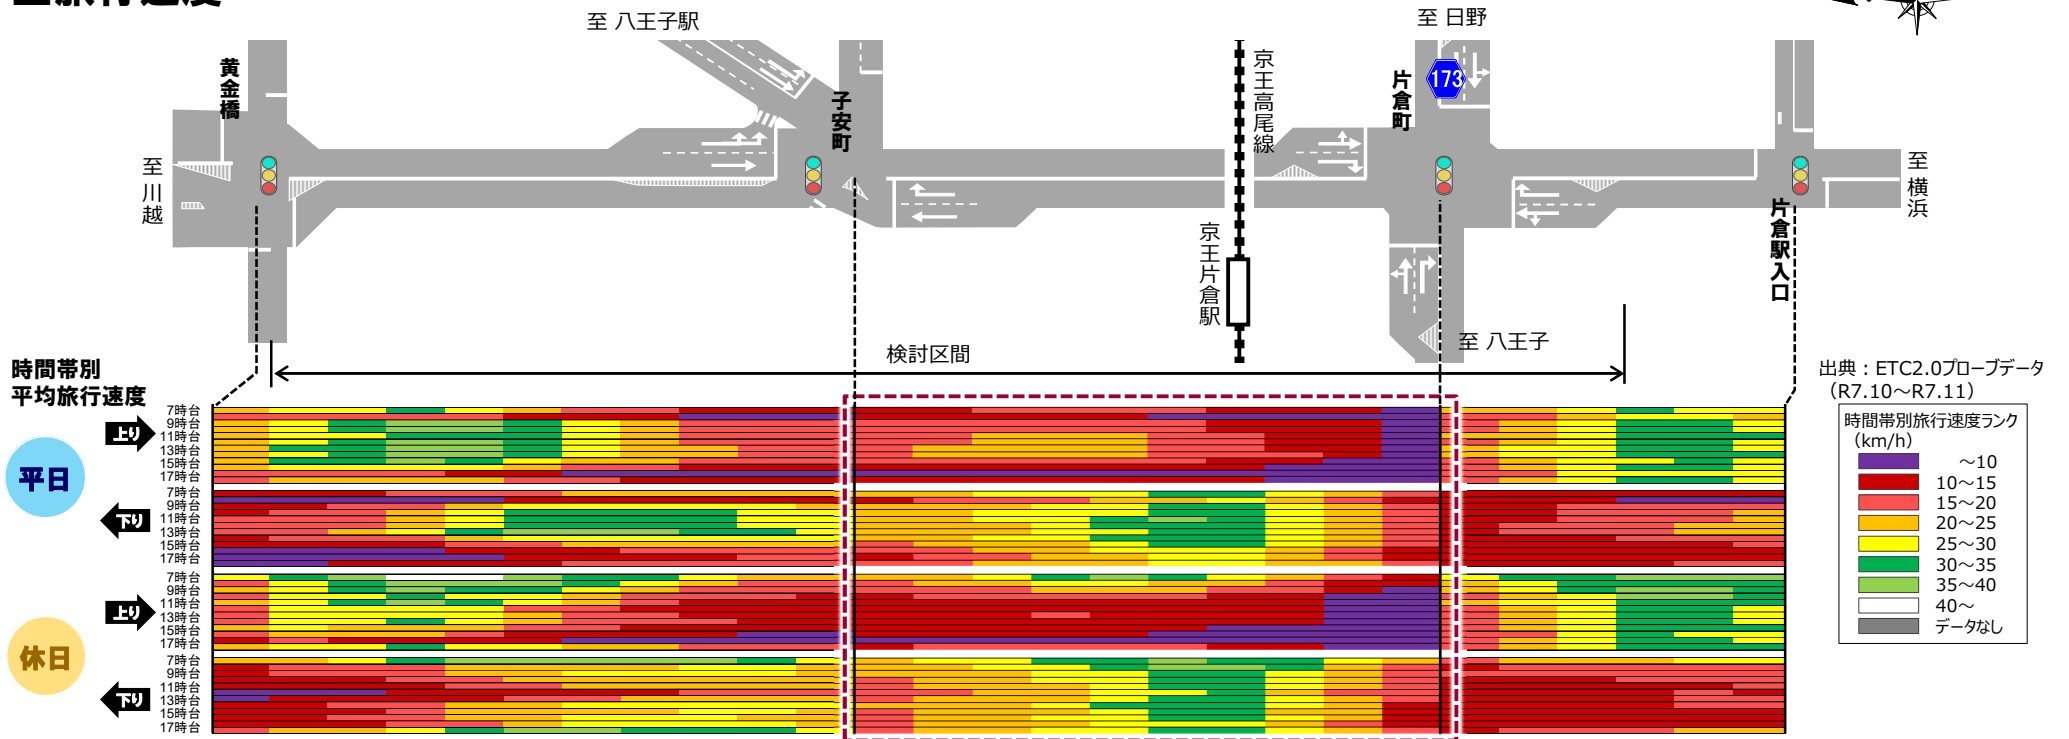 至 八王子駅
至 日野
黄金橋
子安町
京王高尾線
片倉町
173
至 川越
至 横浜
京王片倉駅
片倉駅入口
至 八王子
検討区間
時間帯別
平均旅行速度
出典：ETC2.0プローブデータ
（R7.10～R7.11）
時間帯別旅行速度ランク
（km/h）
～10
10～15
15～20
20～25
25～30
30～35
35～40
40～
データなし
平日
上り
7時台
9時台
11時台
13時台
15時台
17時台
下り
7時台
9時台
11時台
13時台
15時台
17時台
休日
上り
7時台
9時台
11時台
13時台
15時台
17時台
下り
7時台
9時台
11時台
13時台
15時台
17時台